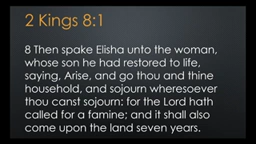 2 Kings 8:1
8 Then spake Elisha unto the woman,
whose son he had restored to life,
saying, Arise, and go thou and thine
household, and sojourn wheresoever
thou canst sojourn: for the Lord hath
called for a famine; and it shall also
come upon the land seven years.